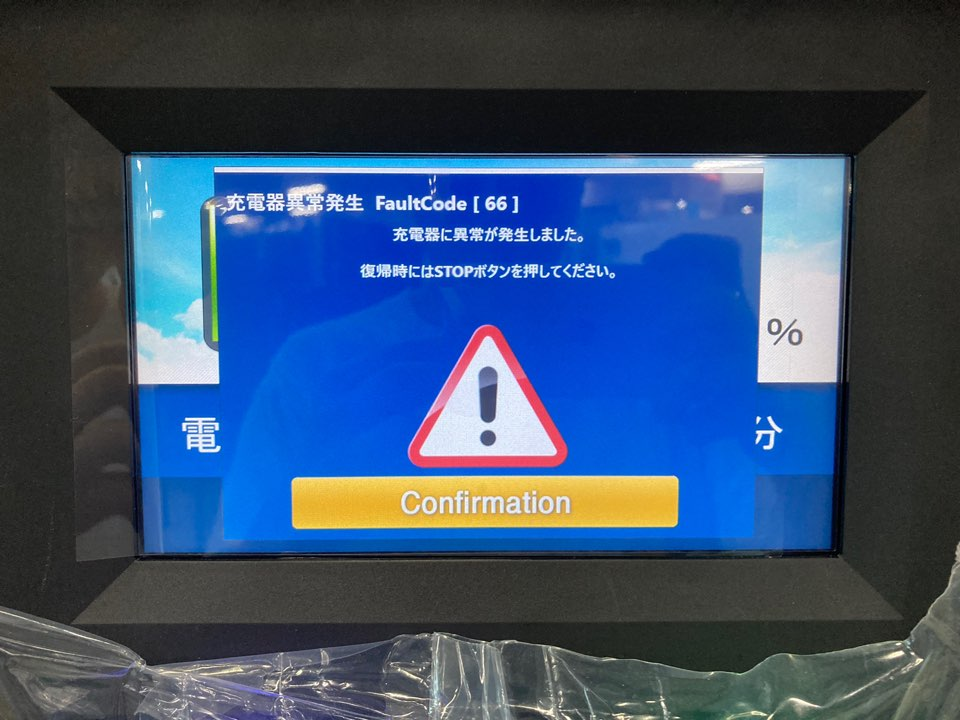 充電器異常発生 FaultCode [ 66 ]
充電器に異常が発生しました。
復帰時にはSTOPボタンを押してください。
%
電
分
Confirmation